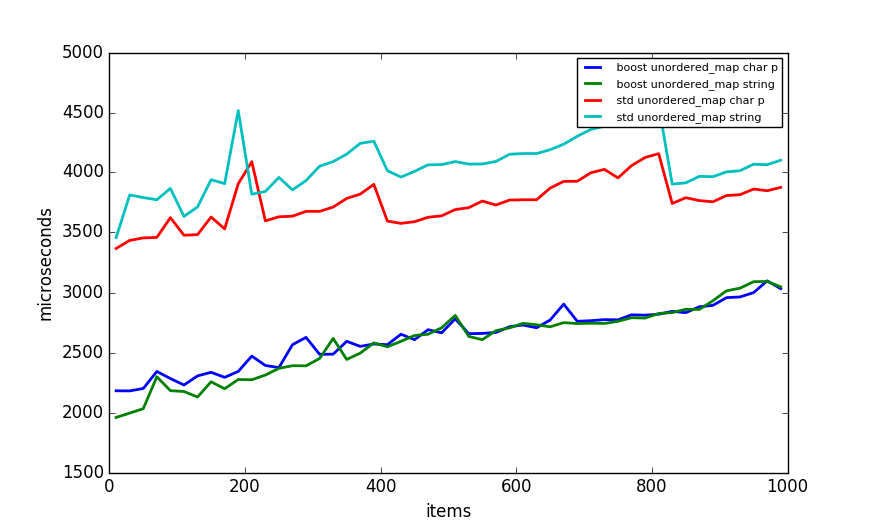 5000
4500
4000
3500
3000
2500
2000
1500
microseconds
boost unordered_map char p
boost unordered_map string
std unordered_map char p
std unordered_map string
0 200 400 600 800 1000
items